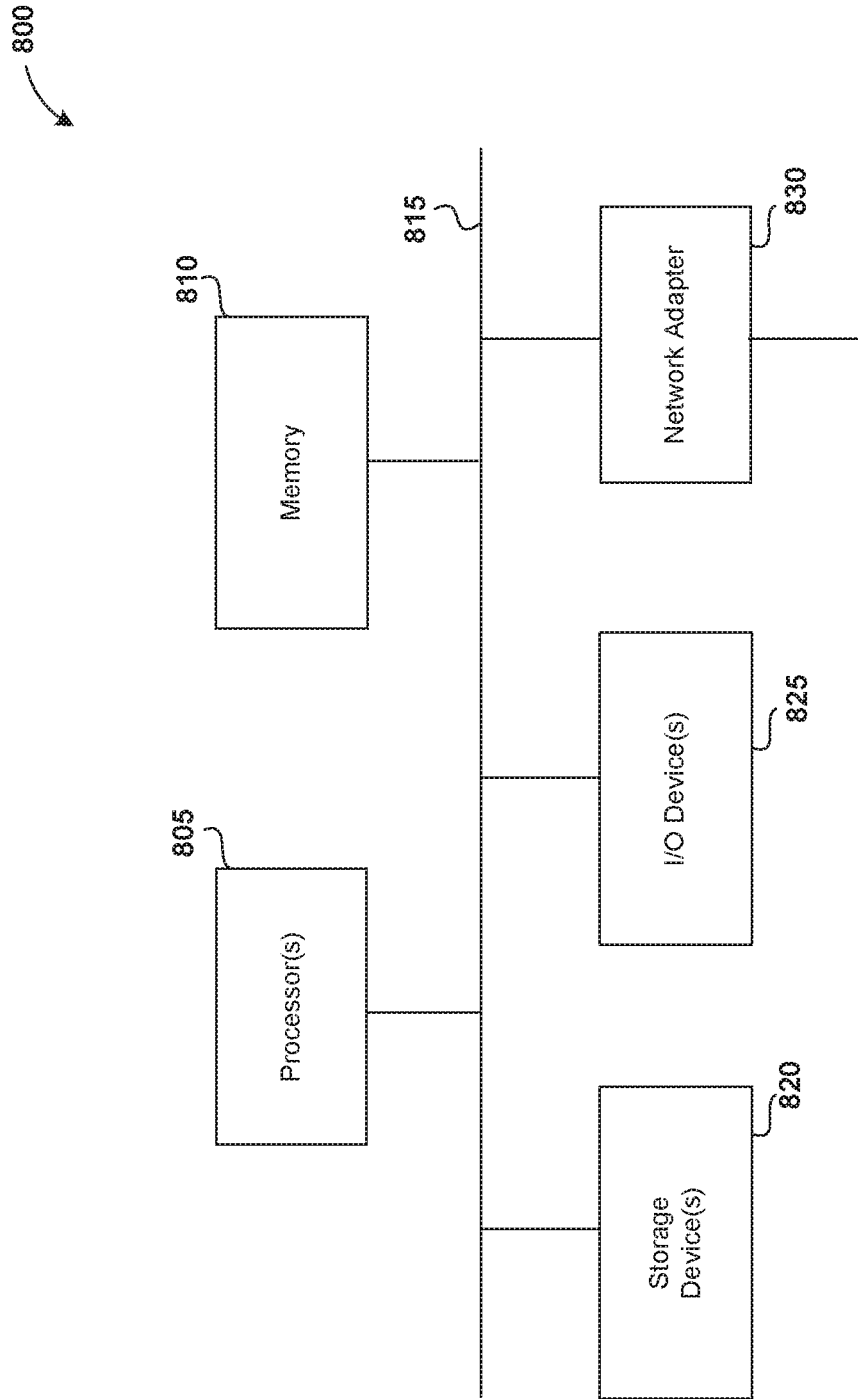 800
805
Processor(s)
810
Memory
815
820
Storage
Device(s)
825
I/O Device(s)
830
Network Adapter